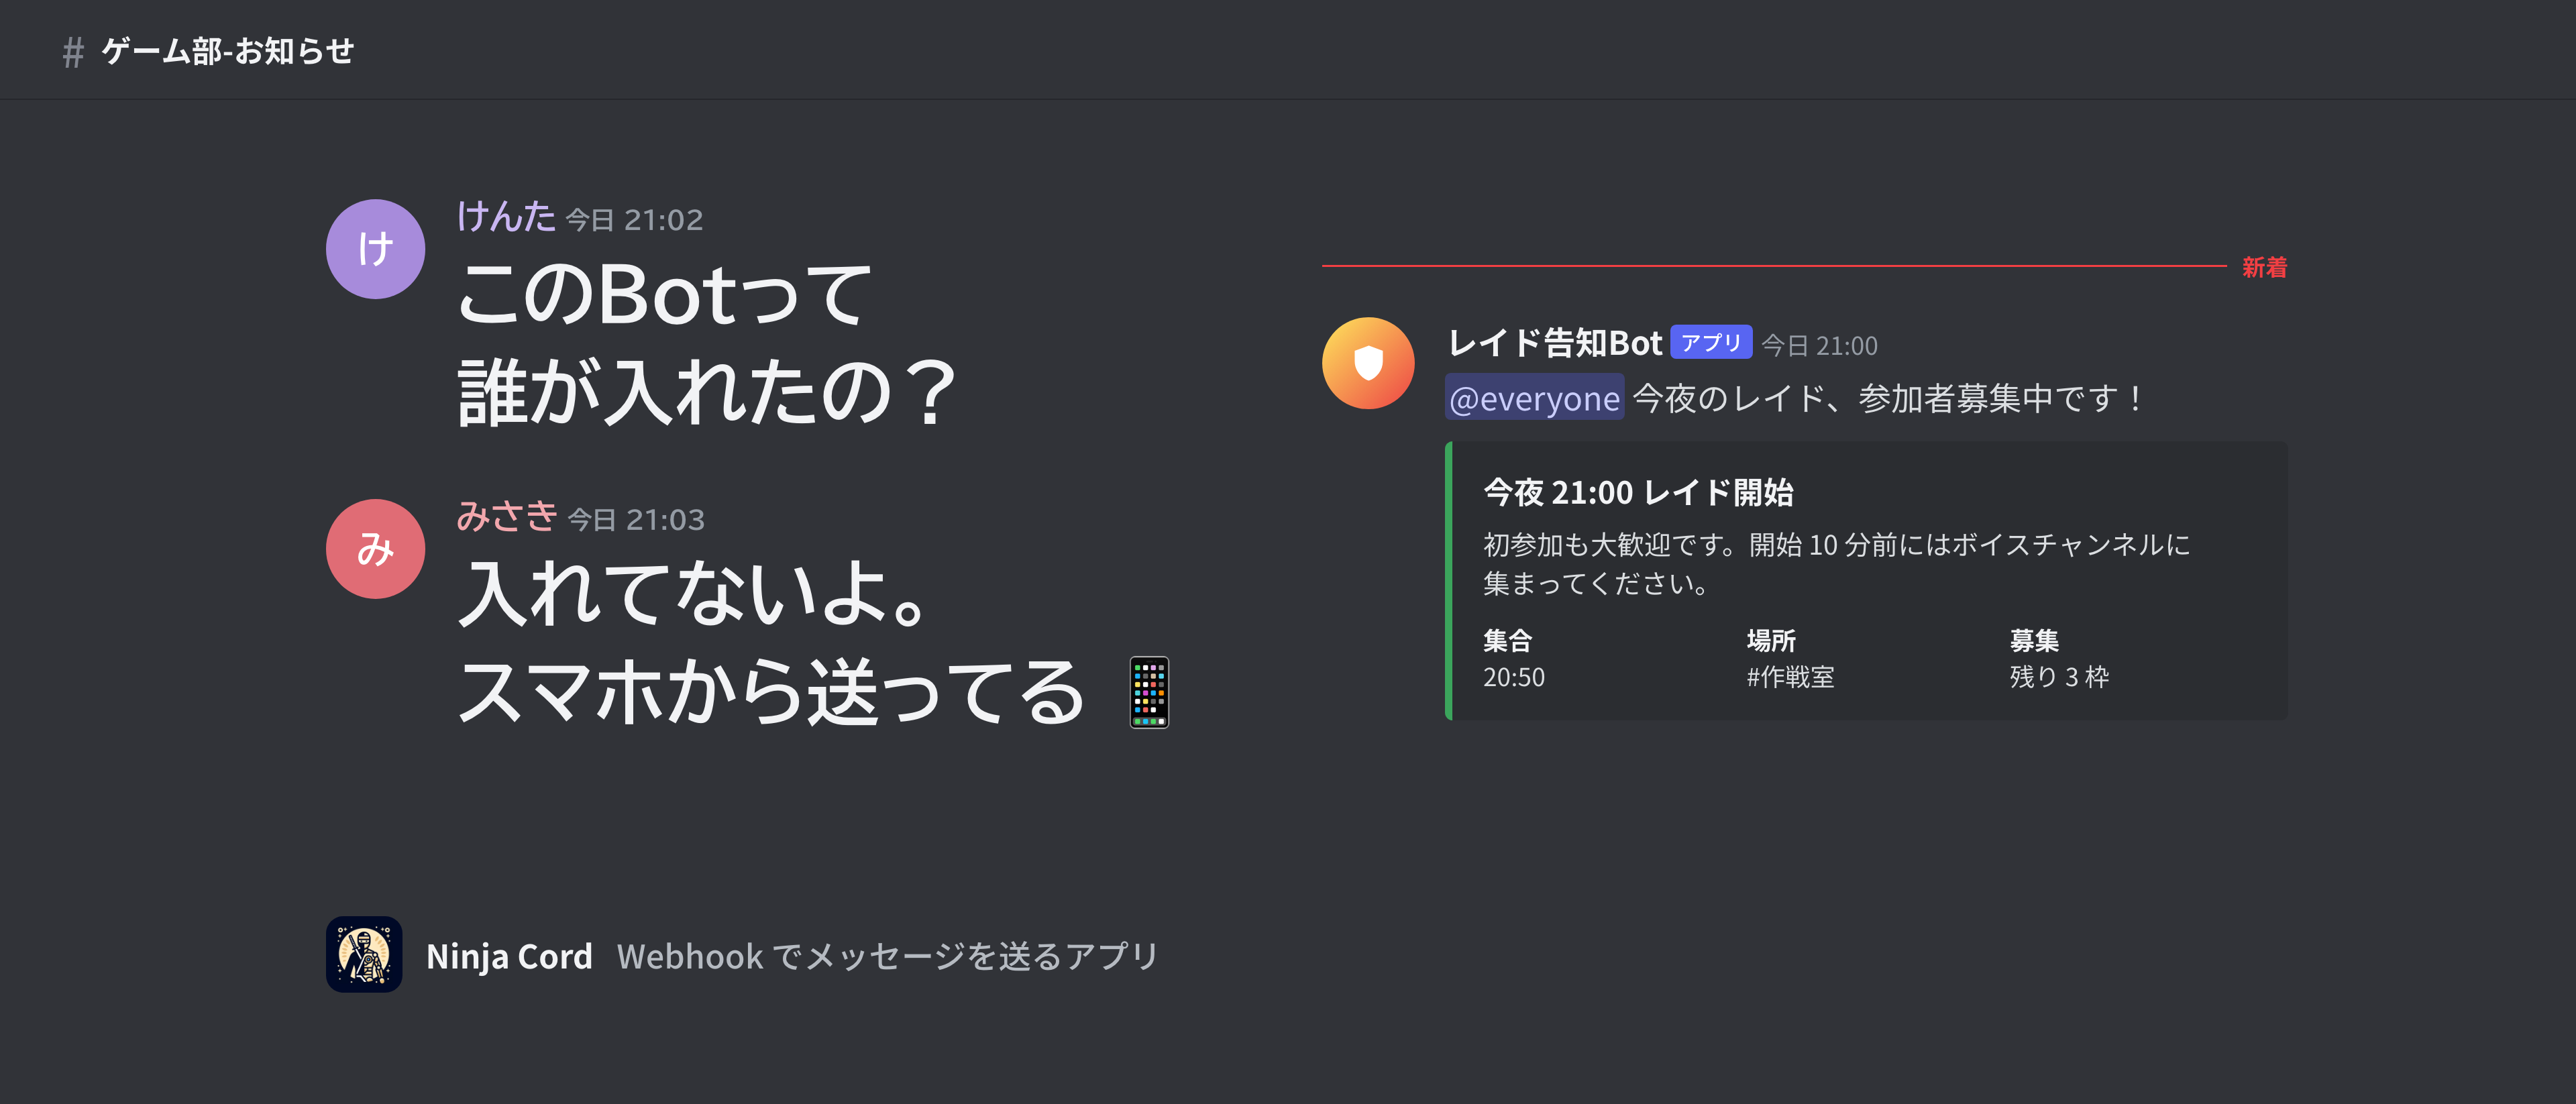 # ゲーム部-お知らせ
け
けんた 今日 21:02
このBotって
誰が入れたの？
み
みさき 今日 21:03
入れてないよ。
スマホから送ってる 📱
新着
レイド告知Bot アプリ 今日 21:00
@everyone 今夜のレイド、参加者募集中です！
今夜 21:00 レイド開始
初参加も大歓迎です。開始 10 分前にはボイスチャンネルに
集まってください。
集合 場所 募集
20:50 #作戦室 残り 3 枠
Ninja Cord Webhook でメッセージを送るアプリ